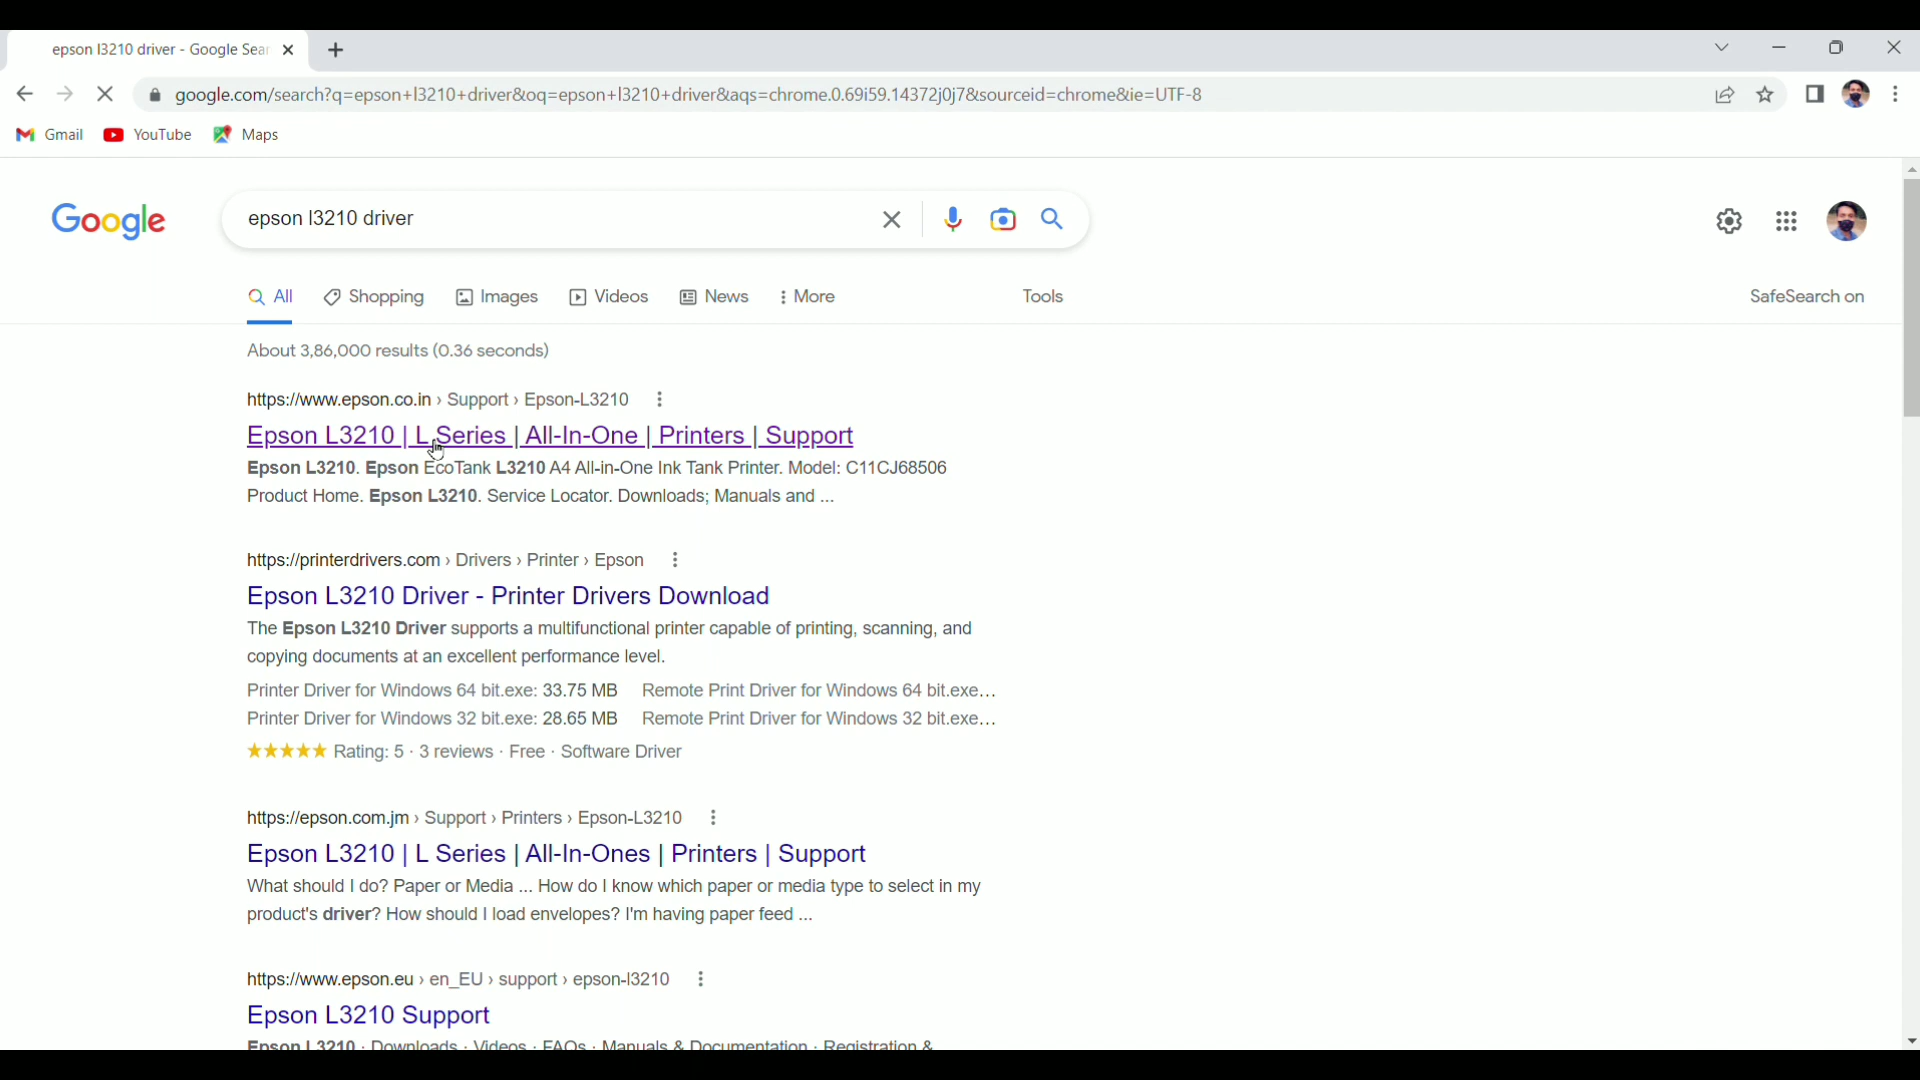 epson l3210 driver - Google Sear
google.com/search?q=epson+l3210+driver&oq=epson+l3210+driver&aqs=chrome.0.69i59.14372j0j7&sourceid=chrome&ie=UTF-8
Gmail YouTube Maps
Google
epson l3210 driver
All Shopping Images Videos News More Tools SafeSearch on
About 3,86,000 results (0.36 seconds)
https://www.epson.co.in › Support › Epson-L3210
Epson L3210 | L Series | All-In-One | Printers | Support
Epson L3210. Epson EcoTank L3210 A4 All-in-One Ink Tank Printer. Model: C11CJ68506
Product Home. Epson L3210. Service Locator. Downloads; Manuals and ...
https://printerdrivers.com › Drivers › Printer › Epson
Epson L3210 Driver - Printer Drivers Download
The Epson L3210 Driver supports a multifunctional printer capable of printing, scanning, and
copying documents at an excellent performance level.
Printer Driver for Windows 64 bit.exe: 33.75 MB Remote Print Driver for Windows 64 bit.exe...
Printer Driver for Windows 32 bit.exe: 28.65 MB Remote Print Driver for Windows 32 bit.exe...
★★★★★ Rating: 5 · 3 reviews · Free · Software Driver
https://epson.com.jm › Support › Printers › Epson-L3210
Epson L3210 | L Series | All-In-Ones | Printers | Support
What should I do? Paper or Media ... How do I know which paper or media type to select in my
product's driver? How should I load envelopes? I'm having paper feed ...
https://www.epson.eu › en_EU › support › epson-l3210
Epson L3210 Support
Epson L3210 · Downloads · Videos · FAQs · Manuals & Documentation · Registration &